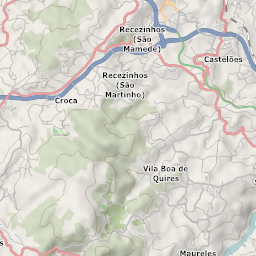 Recezinhos
(São
Mamede)
Castelões
Recezinhos
(São
Martinho)
Croca
Vila Boa de
Quires
Maureles